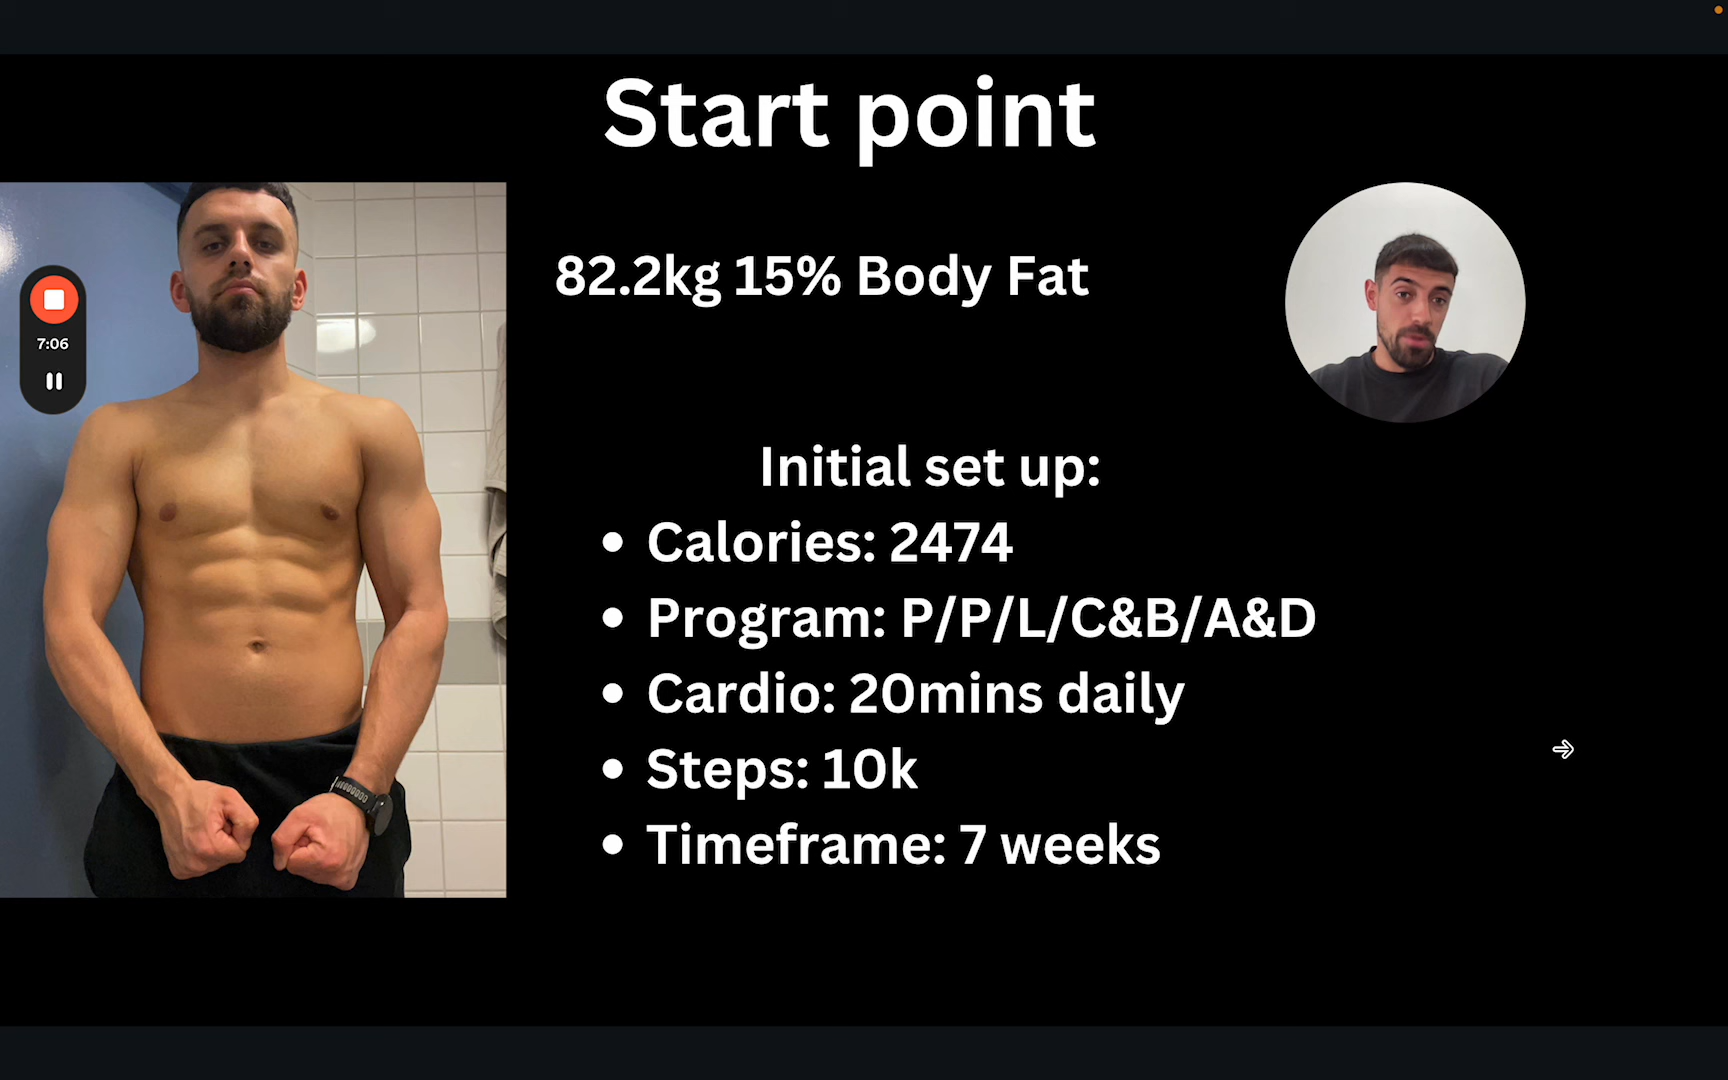 Start point
82.2kg 15% Body Fat
7:06
Initial set up:
• Calories: 2474
• Program: P/P/L/C&B/A&D
• Cardio: 20mins daily
• Steps: 10k
• Timeframe: 7 weeks